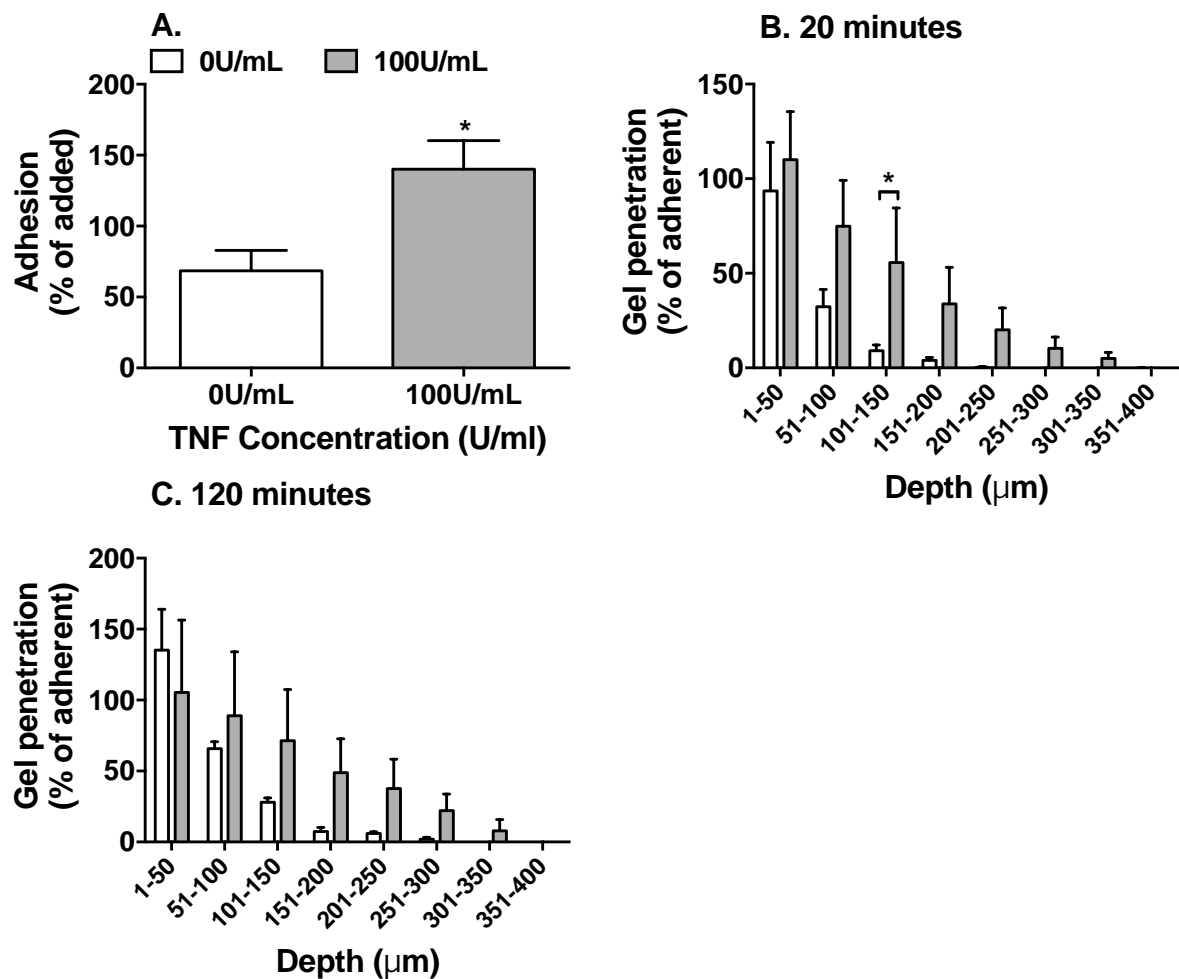 A.
0U/mL 100U/mL
Adhesion
(% of added)
200
150
100
50
0
*
0U/mL 100U/mL
TNF Concentration (U/ml)
B. 20 minutes
Gel penetration
(% of adherent)
150
100
50
0
*
1-50 51-100 101-150 151-200 201-250 251-300 301-350 351-400
Depth (μm)
C. 120 minutes
Gel penetration
(% of adherent)
200
150
100
50
0
1-50 51-100 101-150 151-200 201-250 251-300 301-350 351-400
Depth (μm)